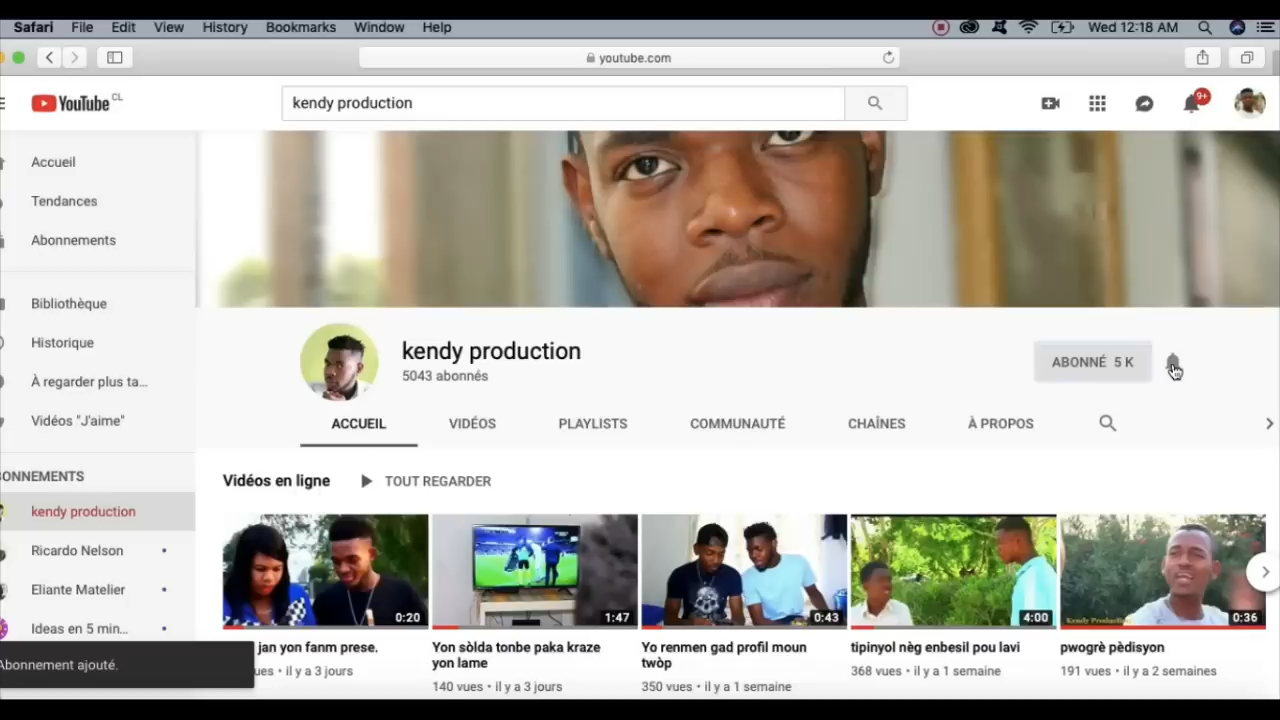 Safari File Edit View History Bookmarks Window Help Wed 12:18 AM
youtube.com
YouTube CL kendy production 9+
Accueil
Tendances
Abonnements
Bibliothèque
Historique
À regarder plus ta...
Vidéos "J'aime"
BONNEMENTS
kendy production
Ricardo Nelson
Eliante Matelier
Ideas en 5 min...
Abonnement ajouté.
kendy production
5043 abonnés
ABONNÉ 5 K
ACCUEIL VIDÉOS PLAYLISTS COMMUNAUTÉ CHAÎNES À PROPOS
Vidéos en ligne TOUT REGARDER
0:20 1:47 0:43 4:00 Kendy Production 0:36
jan yon fanm prese.
ues • il y a 3 jours
Yon sòlda tonbe paka kraze
yon lame
140 vues • il y a 3 jours
Yo renmen gad profil moun
twòp
350 vues • il y a 1 semaine
tipinyol nèg enbesil pou lavi
368 vues • il y a 1 semaine
pwogrè pèdisyon
191 vues • il y a 2 semaines